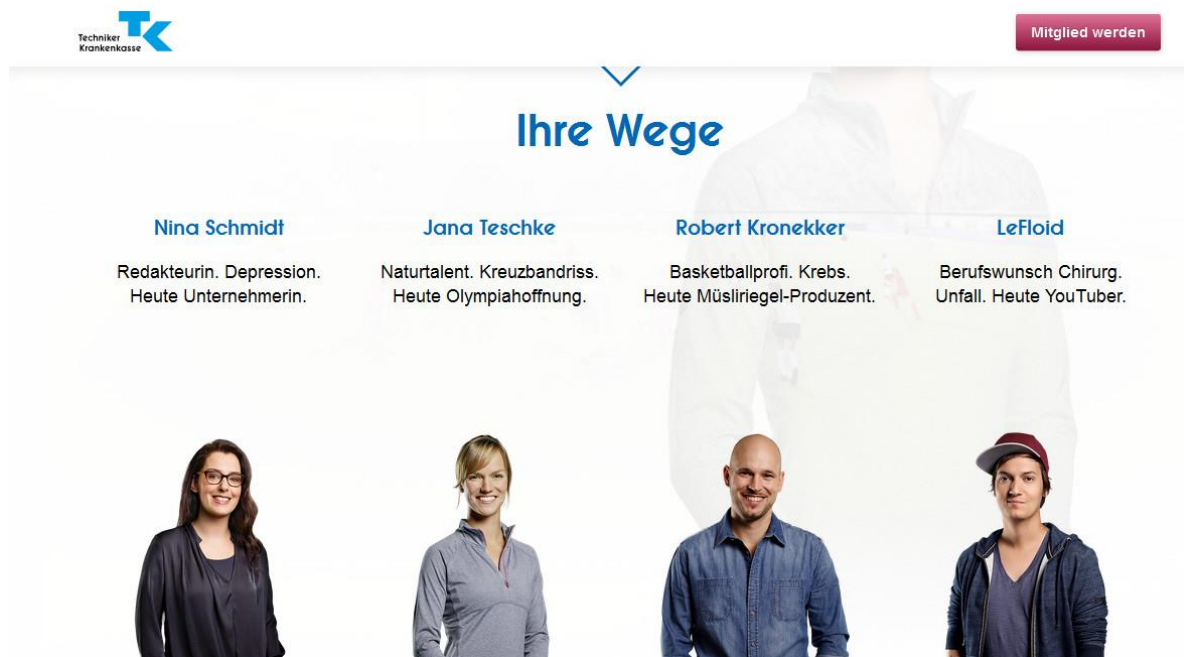 Techniker
Krankenkasse
TK
Mitglied werden
Ihre Wege
Nina Schmidt
Redakteurin. Depression.
Heute Unternehmerin.
Jana Teschke
Naturtalent. Kreuzbandriss.
Heute Olympiahoffnung.
Robert Kronekker
Basketballprofi. Krebs.
Heute Müsliriegel-Produzent.
LeFloid
Berufswunsch Chirurg.
Unfall. Heute YouTuber.